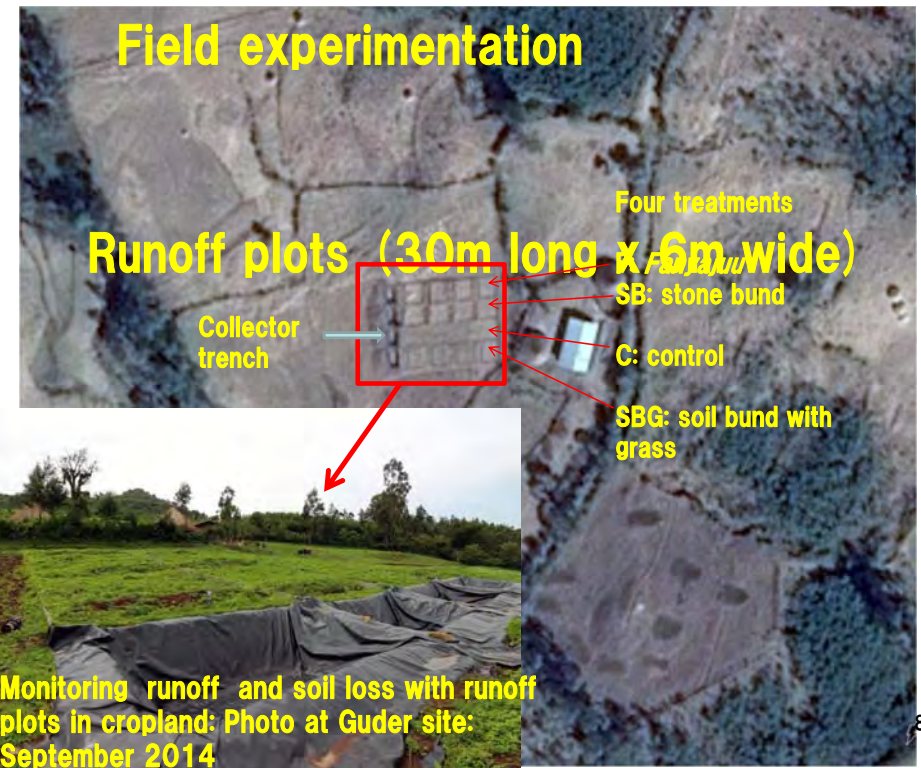 Field experimentation
Four treatments
Runoff plots (30m long x 6m wide)
SB: stone bund
Collector
trench
C: control
SBG: soil bund with
grass
Monitoring runoff and soil loss with runoff
plots in cropland: Photo at Guder site:
September 2014